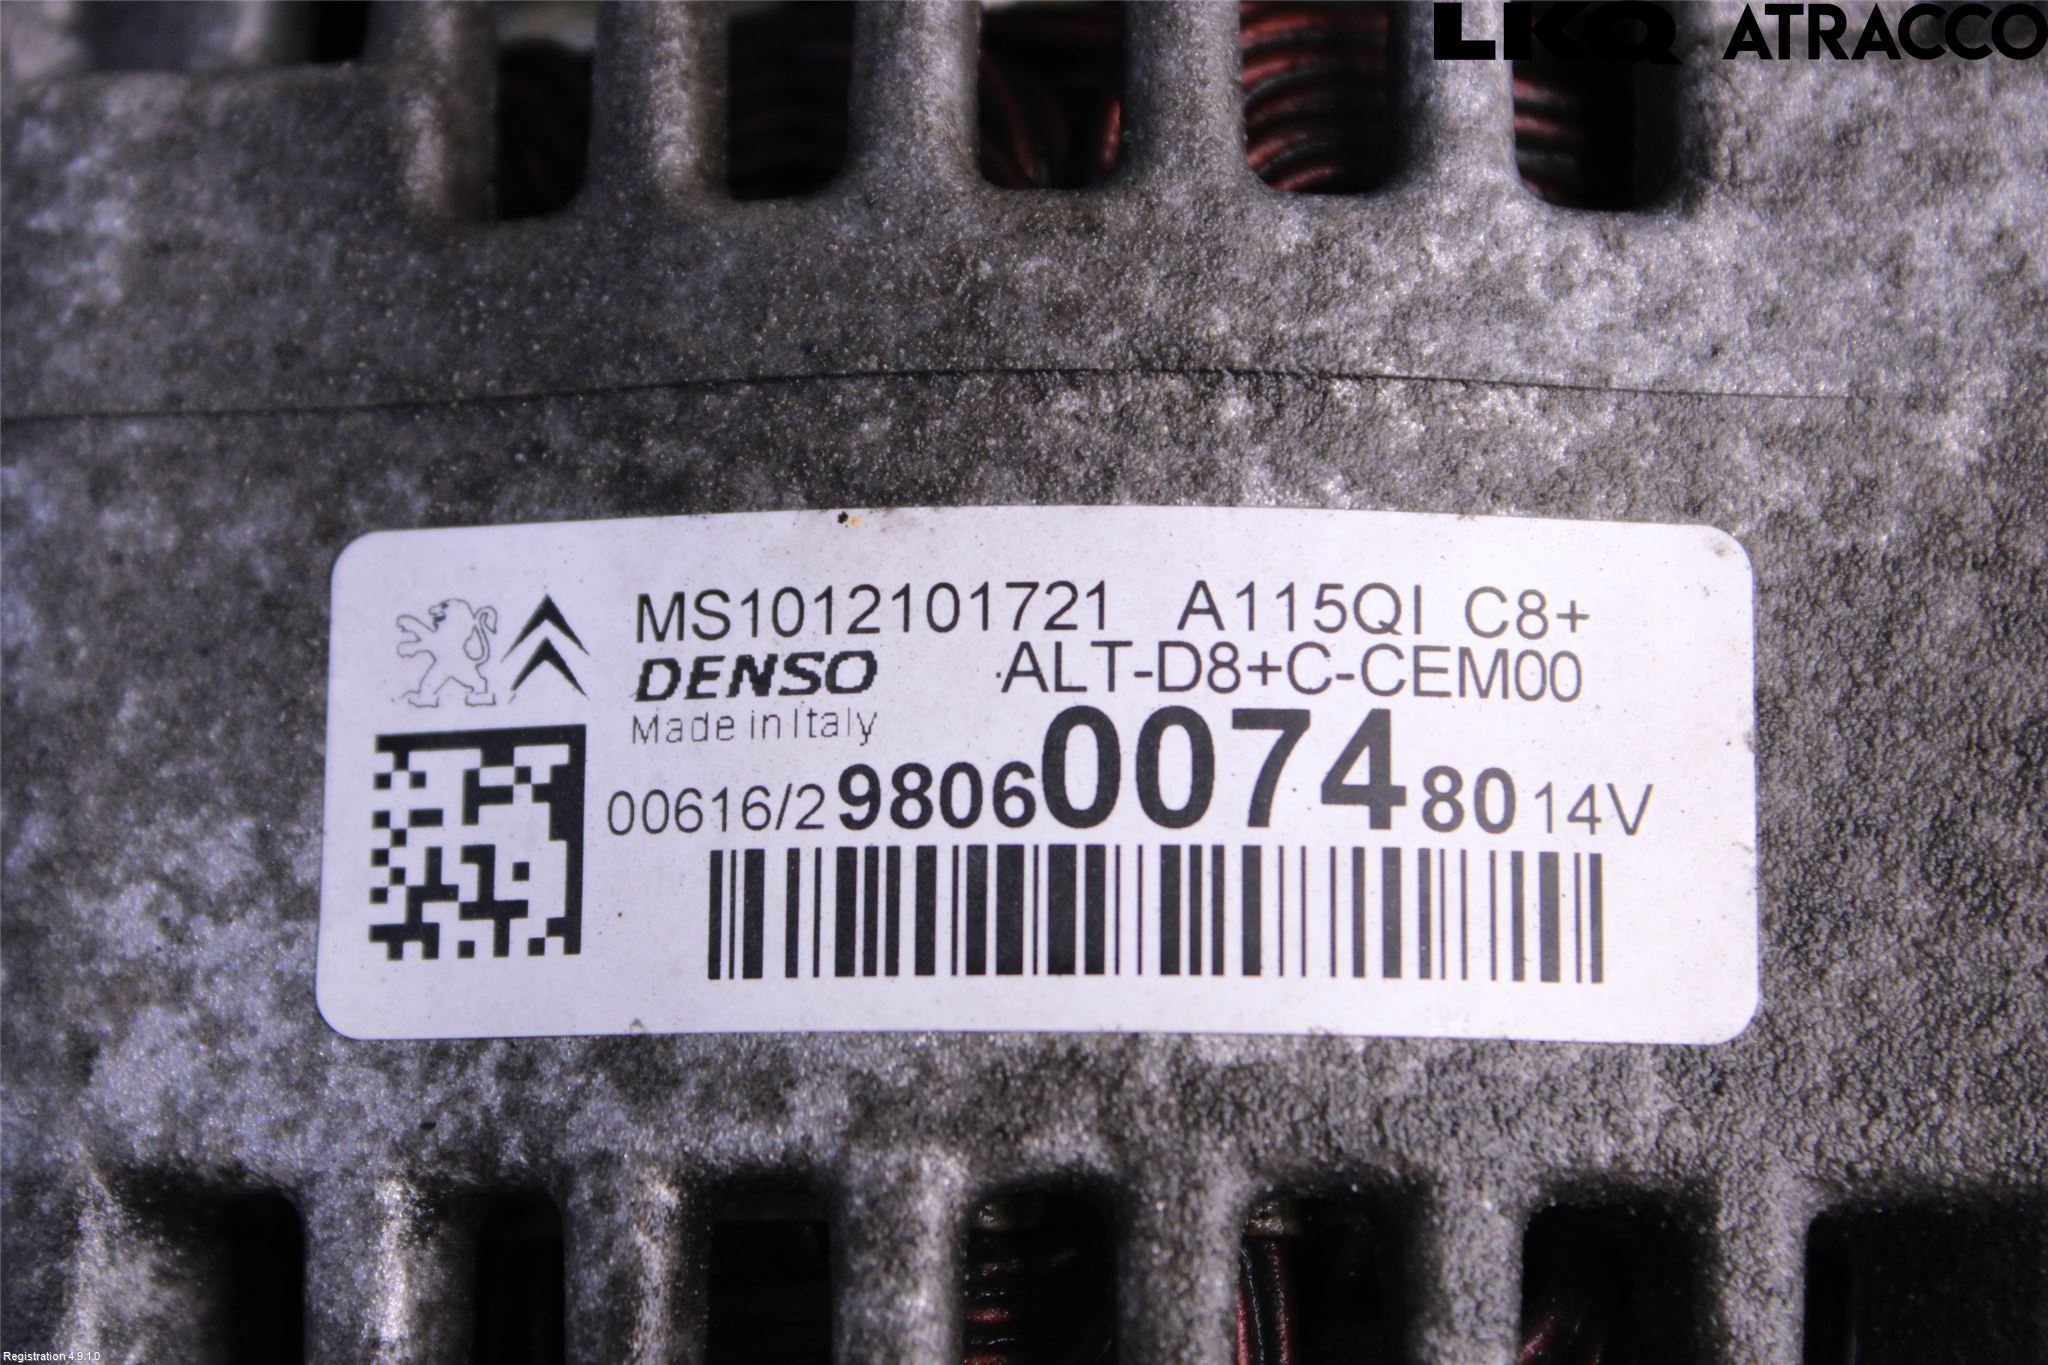 LKQ ATRACCO
MS1012101721 A115QI C8+
DENSO ALT-D8+C-CEM00
Made in Italy
00616/2 9806007480 14V
Registration 4.9.1.0